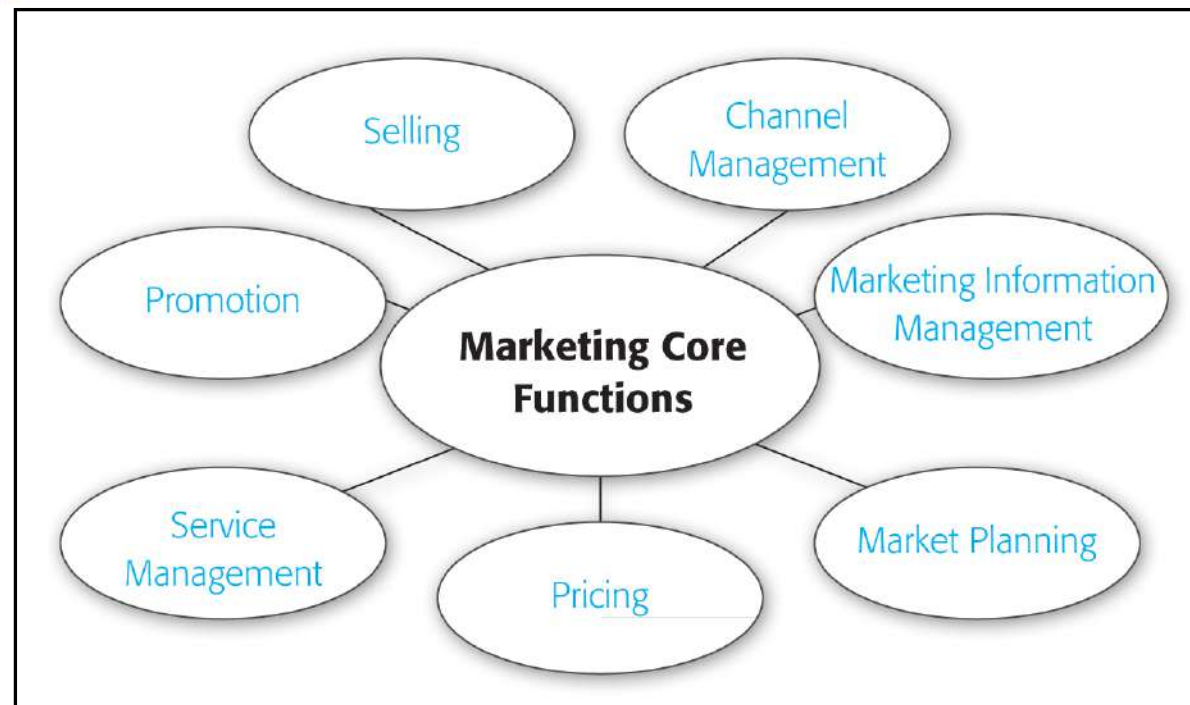 Selling
Channel
Management
Promotion
Marketing Information
Management
Marketing Core
Functions
Service
Management
Pricing
Market Planning